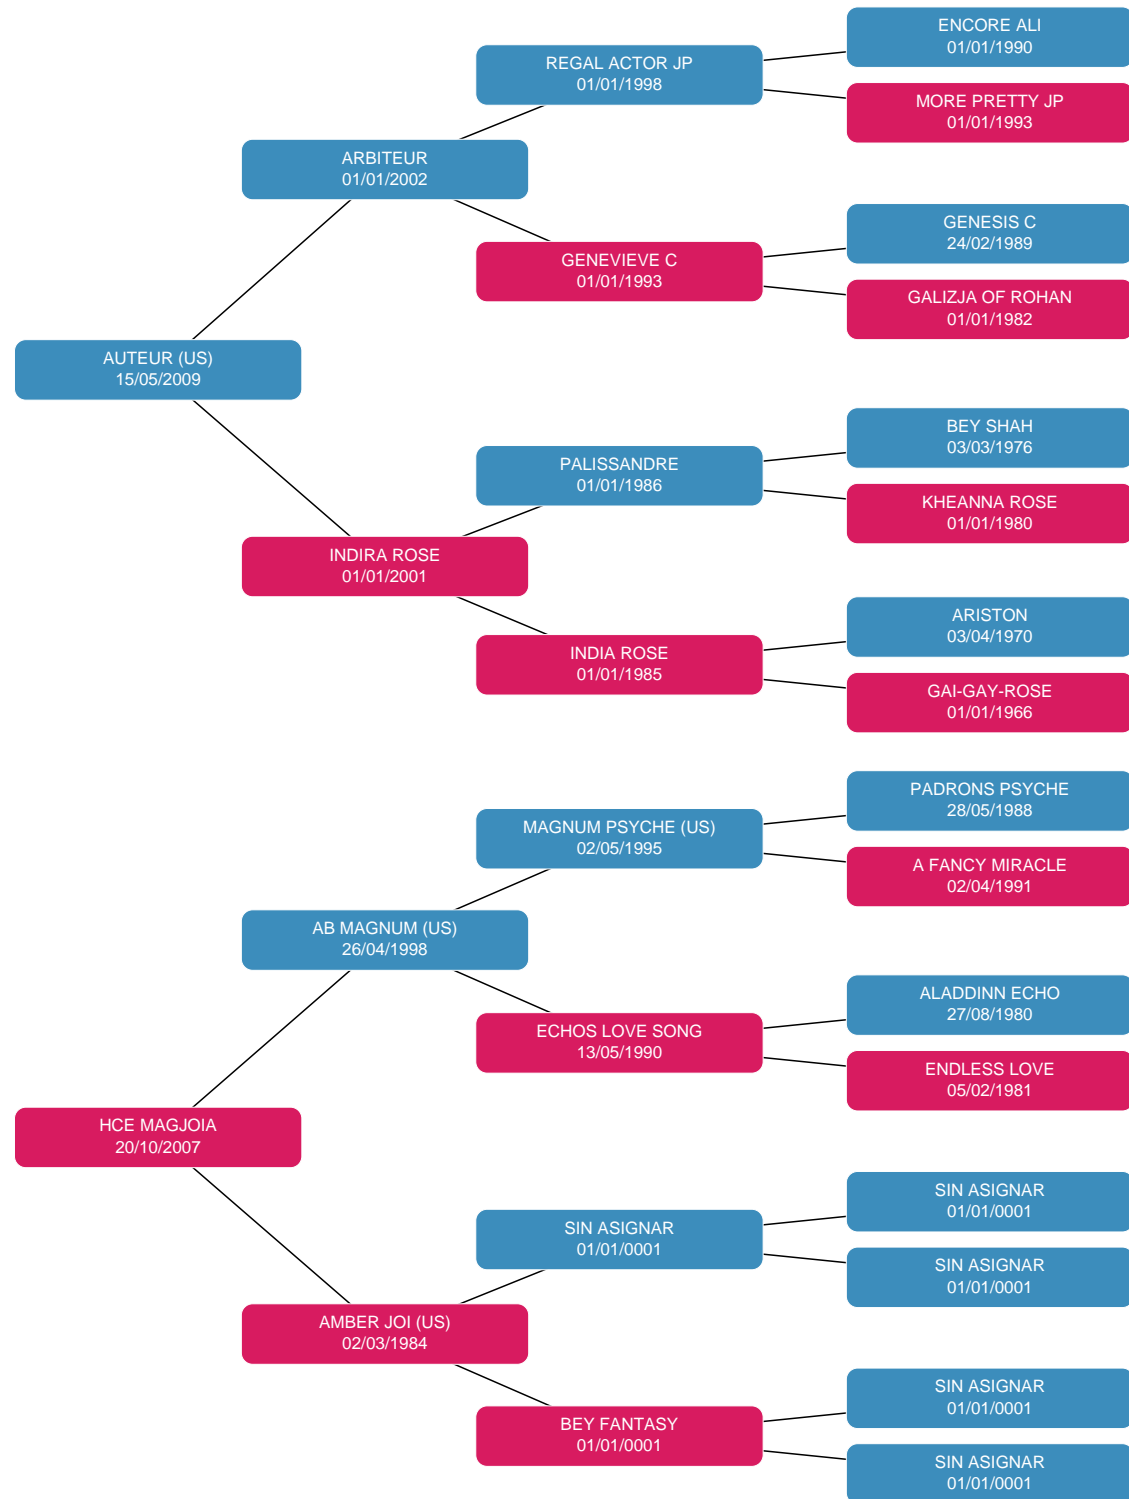 ENCORE ALI
01/01/1990
REGAL ACTOR JP
01/01/1998
MORE PRETTY JP
01/01/1993
ARBITEUR
01/01/2002
GENESIS C
24/02/1989
GENEVIEVE C
01/01/1993
GALIZJA OF ROHAN
01/01/1982
AUTEUR (US)
15/05/2009
BEY SHAH
03/03/1976
PALISSANDRE
01/01/1986
KHEANNA ROSE
01/01/1980
INDIRA ROSE
01/01/2001
ARISTON
03/04/1970
INDIA ROSE
01/01/1985
GAI-GAY-ROSE
01/01/1966
PADRONS PSYCHE
28/05/1988
MAGNUM PSYCHE (US)
02/05/1995
A FANCY MIRACLE
02/04/1991
AB MAGNUM (US)
26/04/1998
ALADDINN ECHO
27/08/1980
ECHOS LOVE SONG
13/05/1990
ENDLESS LOVE
05/02/1981
HCE MAGJOIA
20/10/2007
SIN ASIGNAR
01/01/0001
SIN ASIGNAR
01/01/0001
SIN ASIGNAR
01/01/0001
AMBER JOI (US)
02/03/1984
SIN ASIGNAR
01/01/0001
BEY FANTASY
01/01/0001
SIN ASIGNAR
01/01/0001